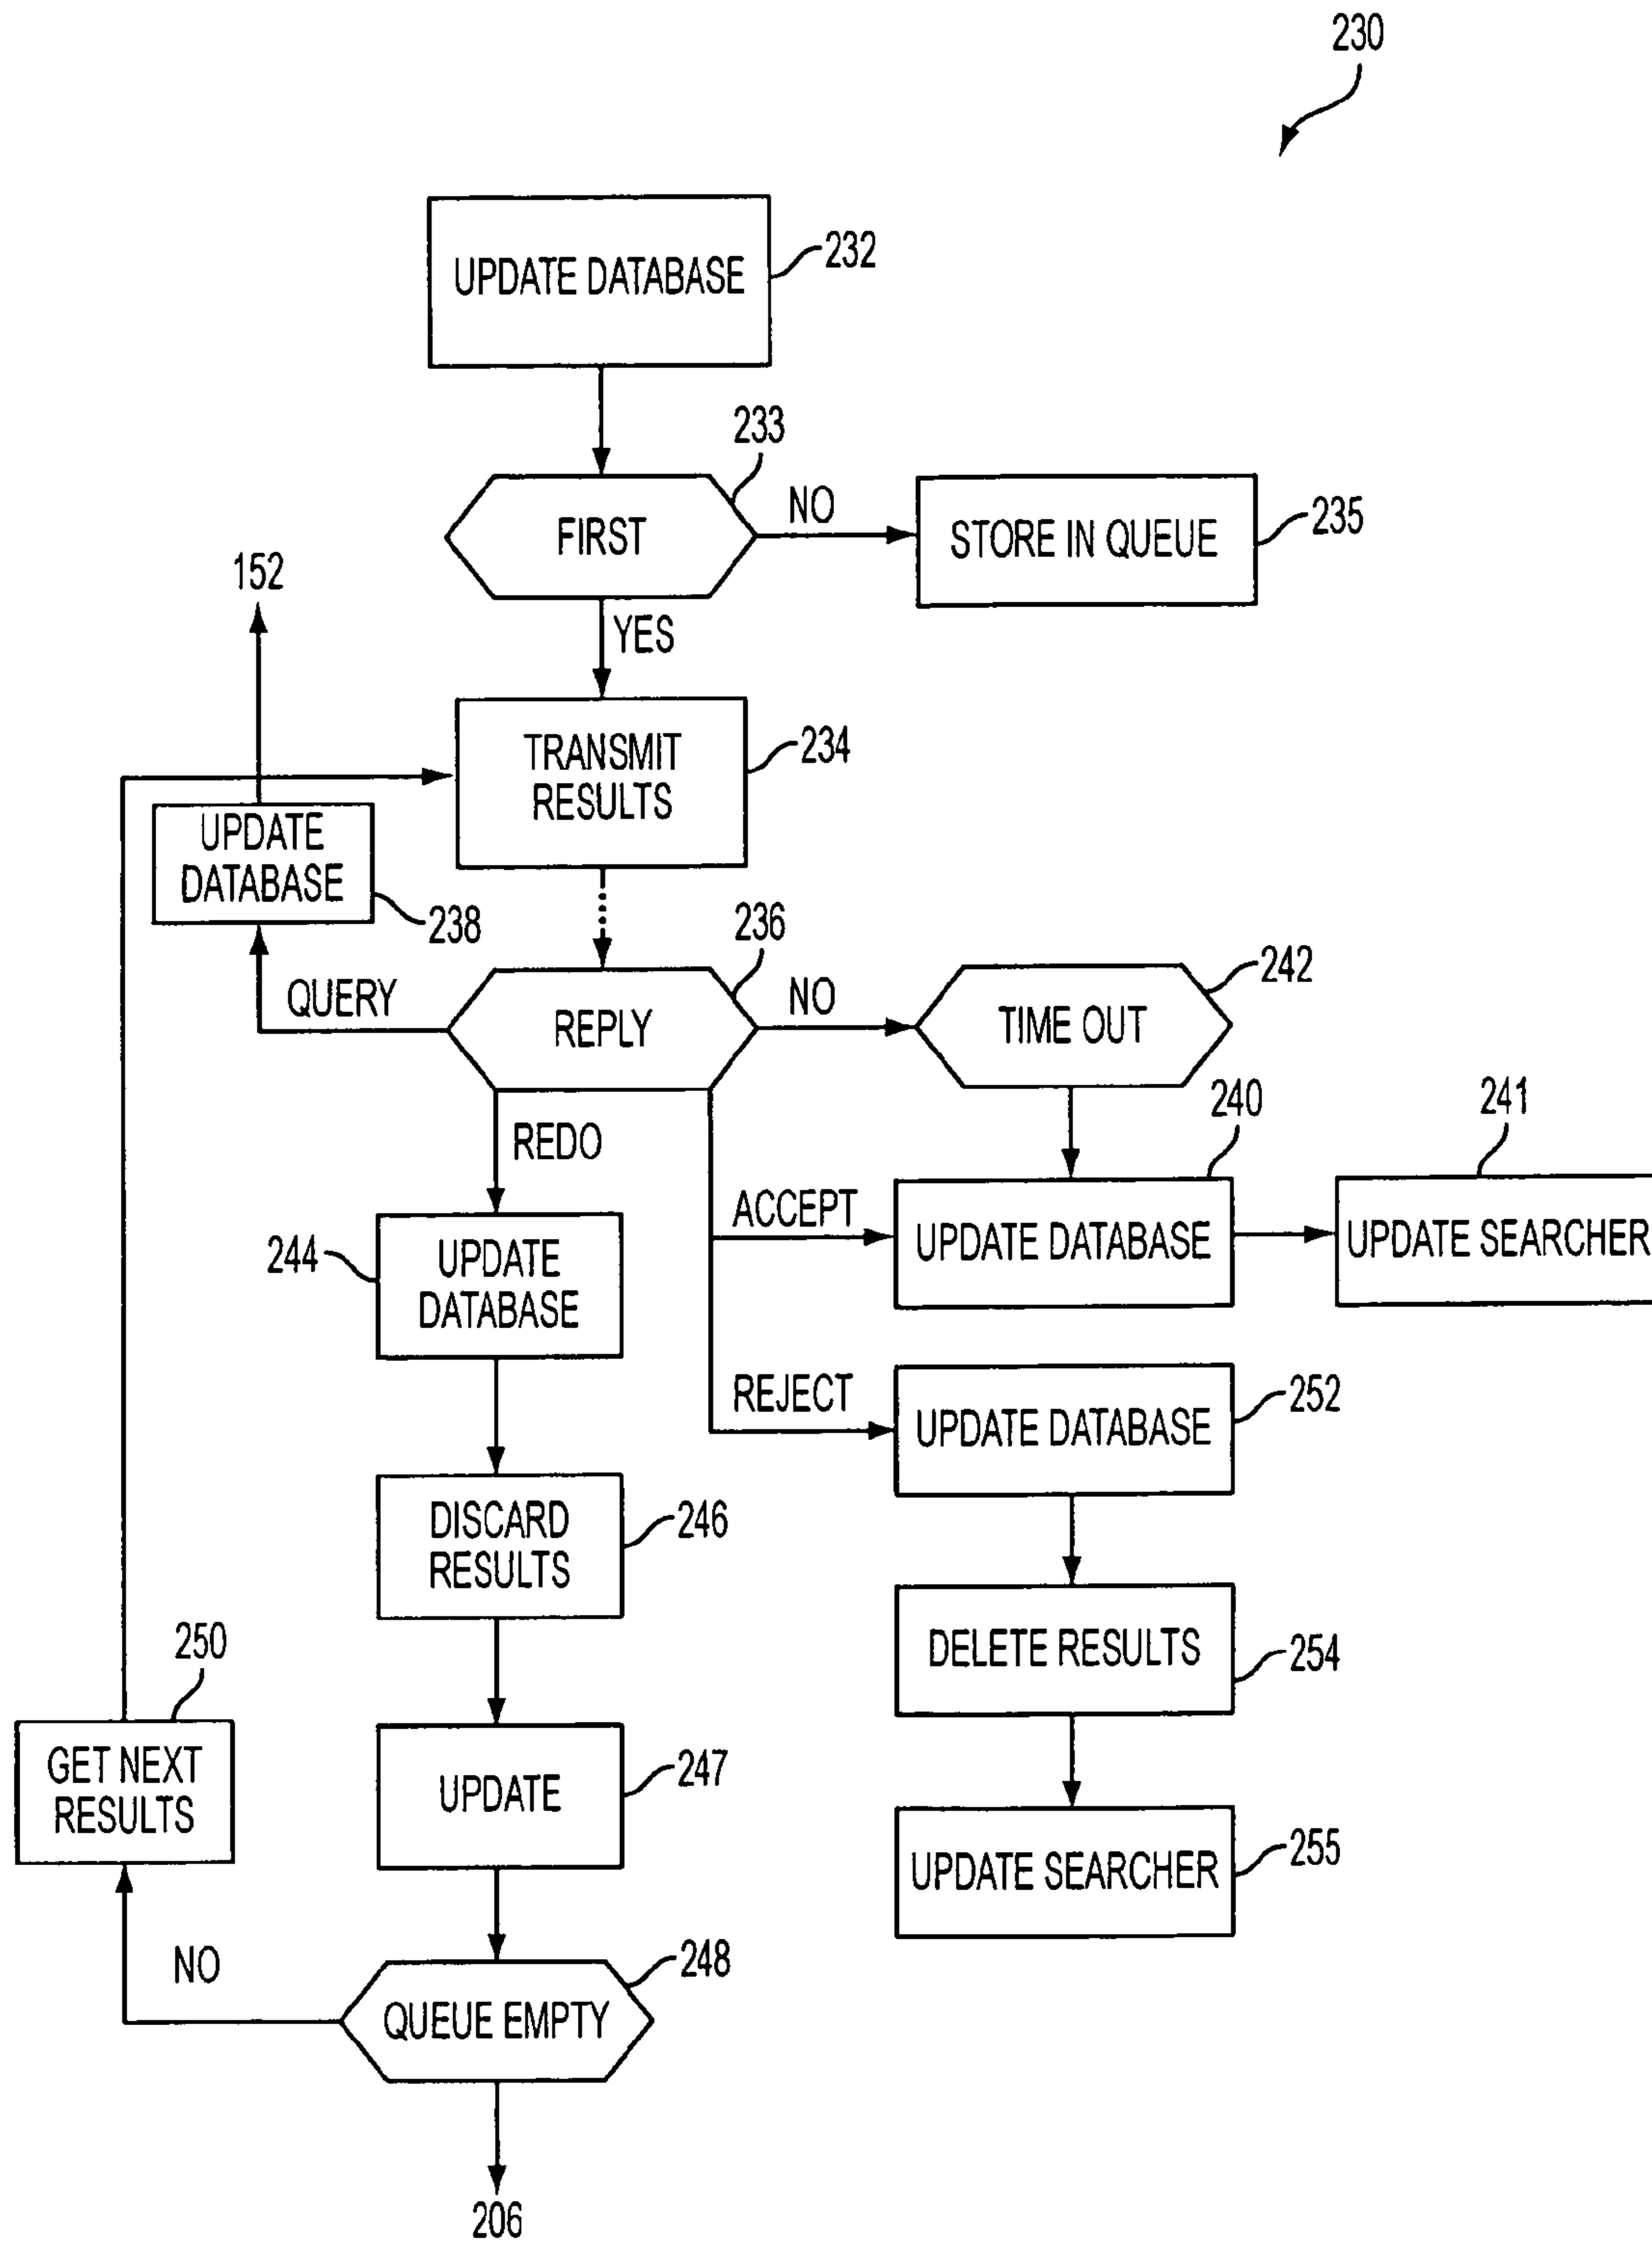 230
UPDATE DATABASE
232
233
FIRST
NO
STORE IN QUEUE
235
152
YES
TRANSMIT
RESULTS
234
UPDATE
DATABASE
238
236
QUERY
REPLY
NO
TIME OUT
242
240
241
REDO
ACCEPT
UPDATE DATABASE
UPDATE SEARCHER
244
UPDATE
DATABASE
REJECT
UPDATE DATABASE
252
DISCARD
RESULTS
246
250
DELETE RESULTS
254
GET NEXT
RESULTS
UPDATE
247
UPDATE SEARCHER
255
NO
248
QUEUE EMPTY
206